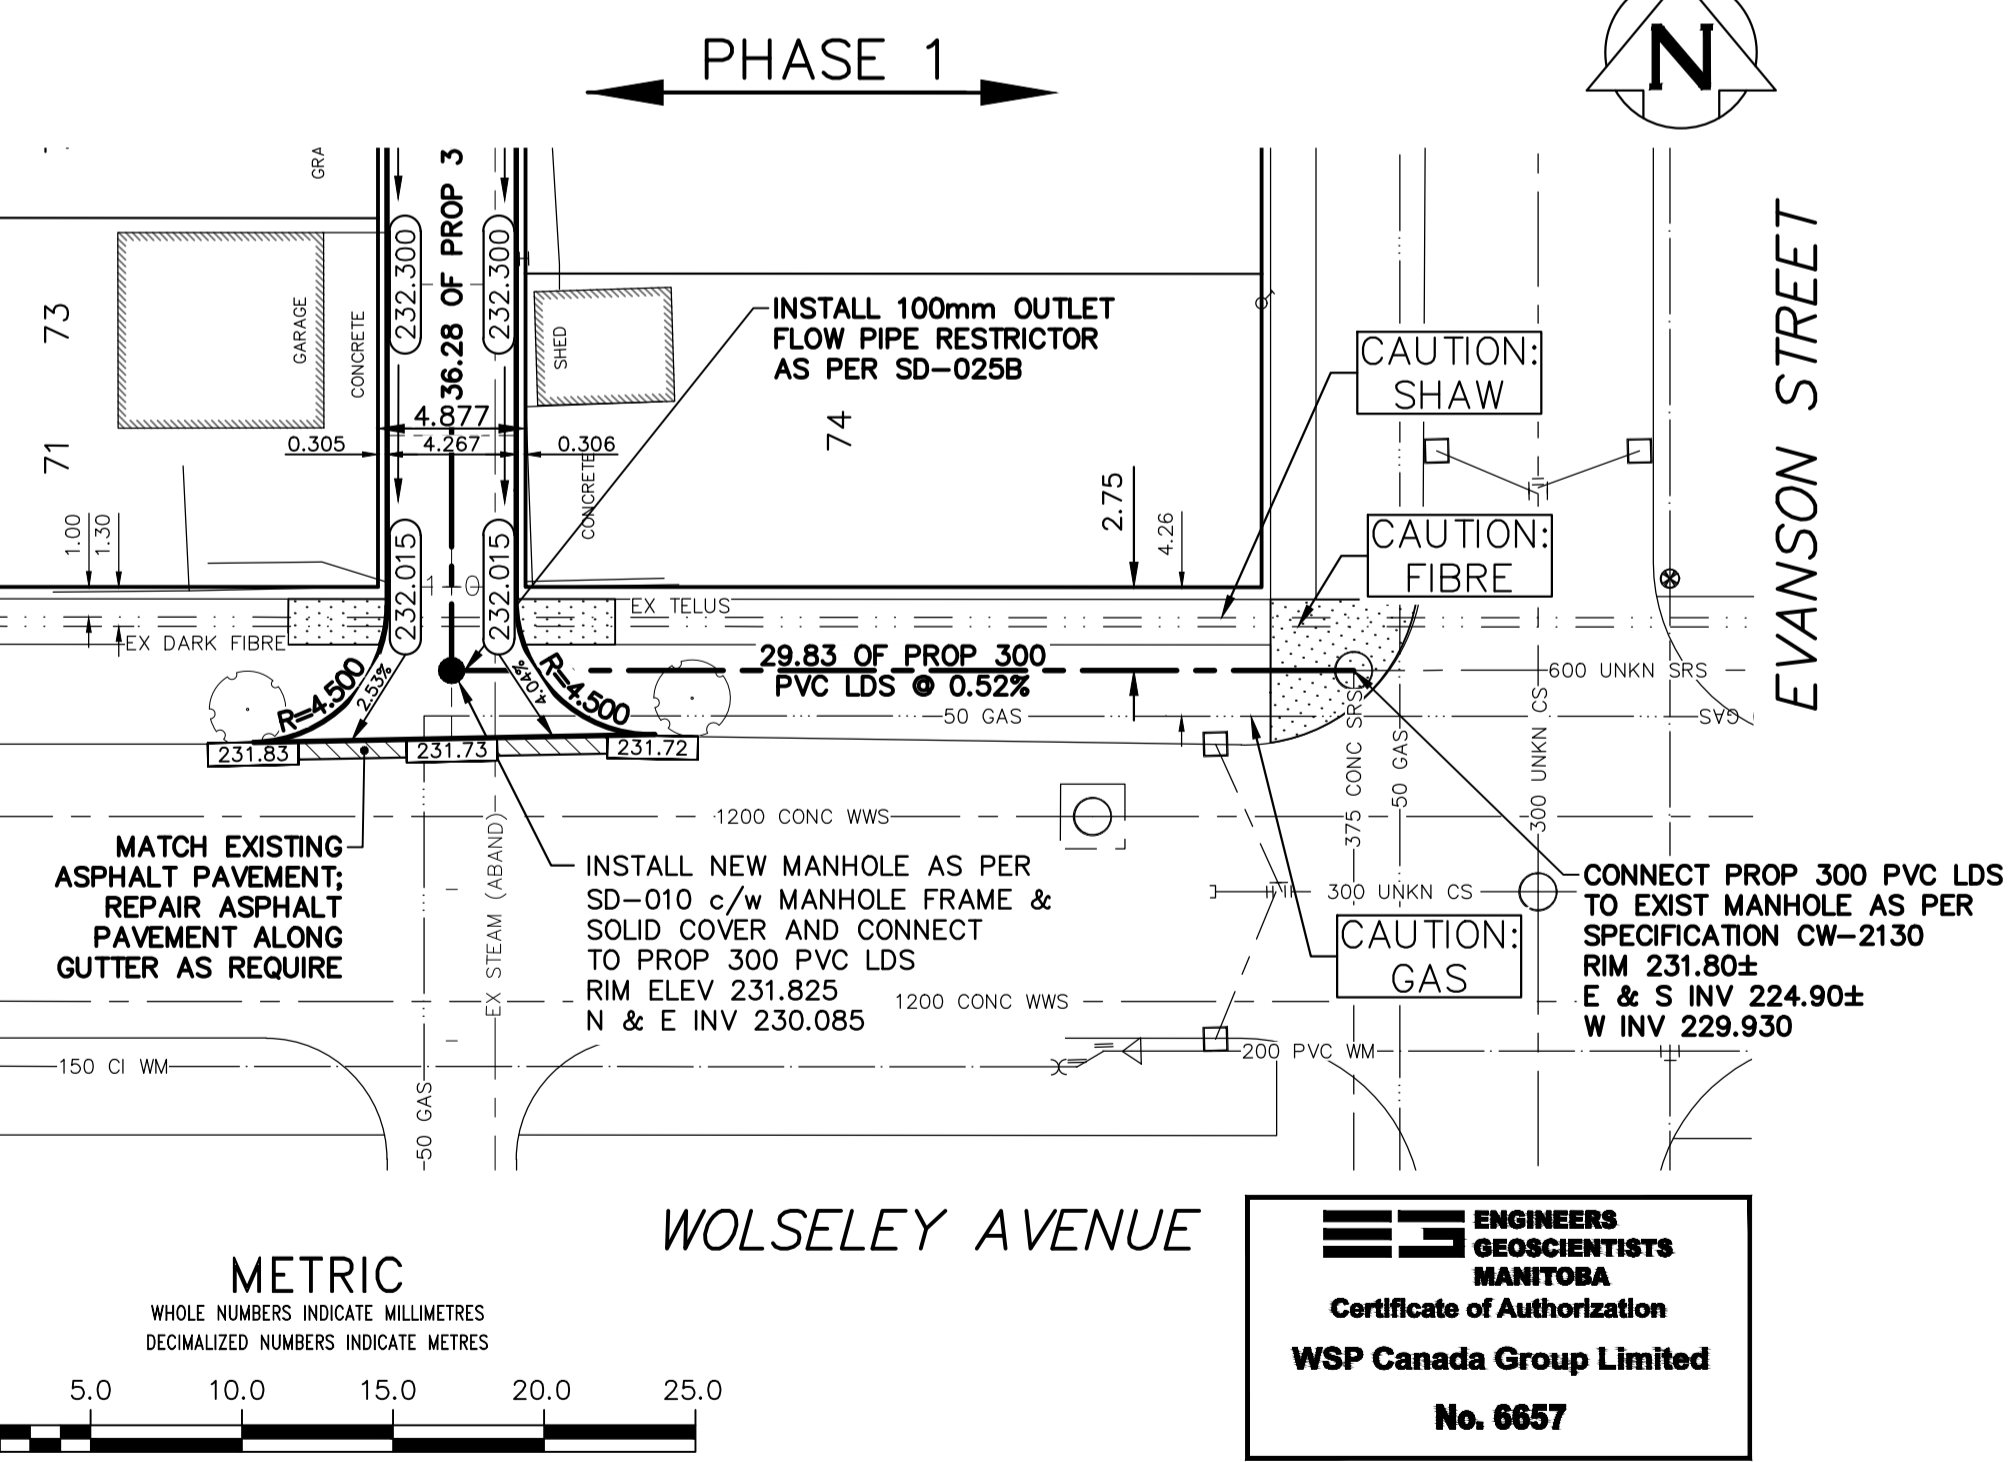 PHASE 1
N
GRA
36.28 OF PROP 3
232.300
232.300
73
GARAGE
CONCRETE
SHED
INSTALL 100mm OUTLET
FLOW PIPE RESTRICTOR
AS PER SD-025B
CAUTION:
SHAW
EVANSON STREET
4.877
0.305
4.267
0.306
71
74
CONCRETE
1.00
1.30
232.015
232.015
2.75
4.26
CAUTION:
FIBRE
1 0
EX TELUS
EX DARK FIBRE
29.83 OF PROP 300
PVC LDS @ 0.52%
600 UNKN SRS
R=4.500
2.53%
4.04%
R=4.500
50 GAS
GAS
231.83
231.73
231.72
375 CONC SRS
50 GAS
300 UNKN CS
1200 CONC WWS
MATCH EXISTING
ASPHALT PAVEMENT;
REPAIR ASPHALT
PAVEMENT ALONG
GUTTER AS REQUIRE
EX STEAM (ABAND)
INSTALL NEW MANHOLE AS PER
SD-010 c/w MANHOLE FRAME &
SOLID COVER AND CONNECT
TO PROP 300 PVC LDS
RIM ELEV 231.825
N & E INV 230.085
300 UNKN CS
CAUTION:
GAS
CONNECT PROP 300 PVC LDS
TO EXIST MANHOLE AS PER
SPECIFICATION CW-2130
RIM 231.80±
E & S INV 224.90±
W INV 229.930
1200 CONC WWS
150 CI WM
200 PVC WM
50 GAS
WOLSELEY AVENUE
METRIC
WHOLE NUMBERS INDICATE MILLIMETRES
DECIMALIZED NUMBERS INDICATE METRES
5.0 10.0 15.0 20.0 25.0
ENGINEERS
GEOSCIENTISTS
MANITOBA
Certificate of Authorization
WSP Canada Group Limited
No. 6657